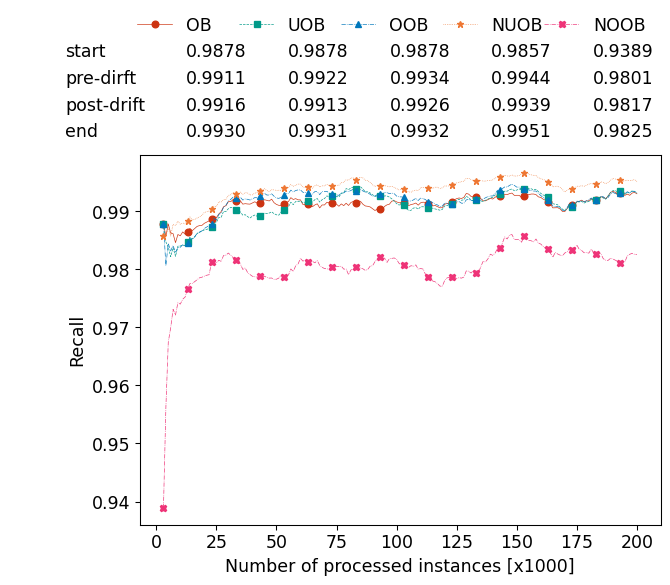 OB UOB OOB NUOB NOOB
start 0.9878 0.9878 0.9878 0.9857 0.9389
pre-dirft 0.9911 0.9922 0.9934 0.9944 0.9801
post-drift 0.9916 0.9913 0.9926 0.9939 0.9817
end 0.9930 0.9931 0.9932 0.9951 0.9825
0.99
0.98
0.97
0.96
0.95
0.94
Recall
0 25 50 75 100 125 150 175 200
Number of processed instances [x1000]